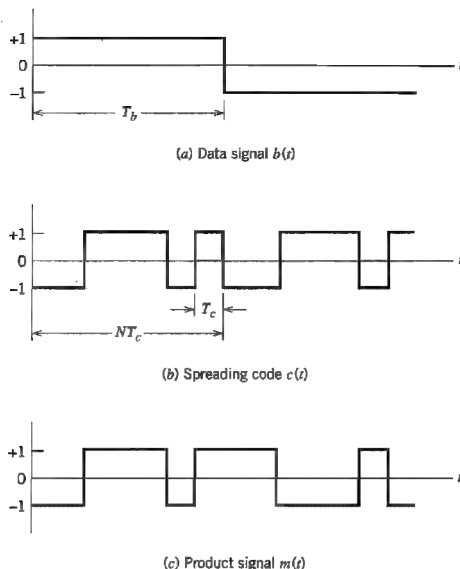 +1
0
-1
t
T_b
(a) Data signal b(t)
+1
0
-1
t
T_c
NT_c
(b) Spreading code c(t)
+1
0
-1
t
(c) Product signal m(t)